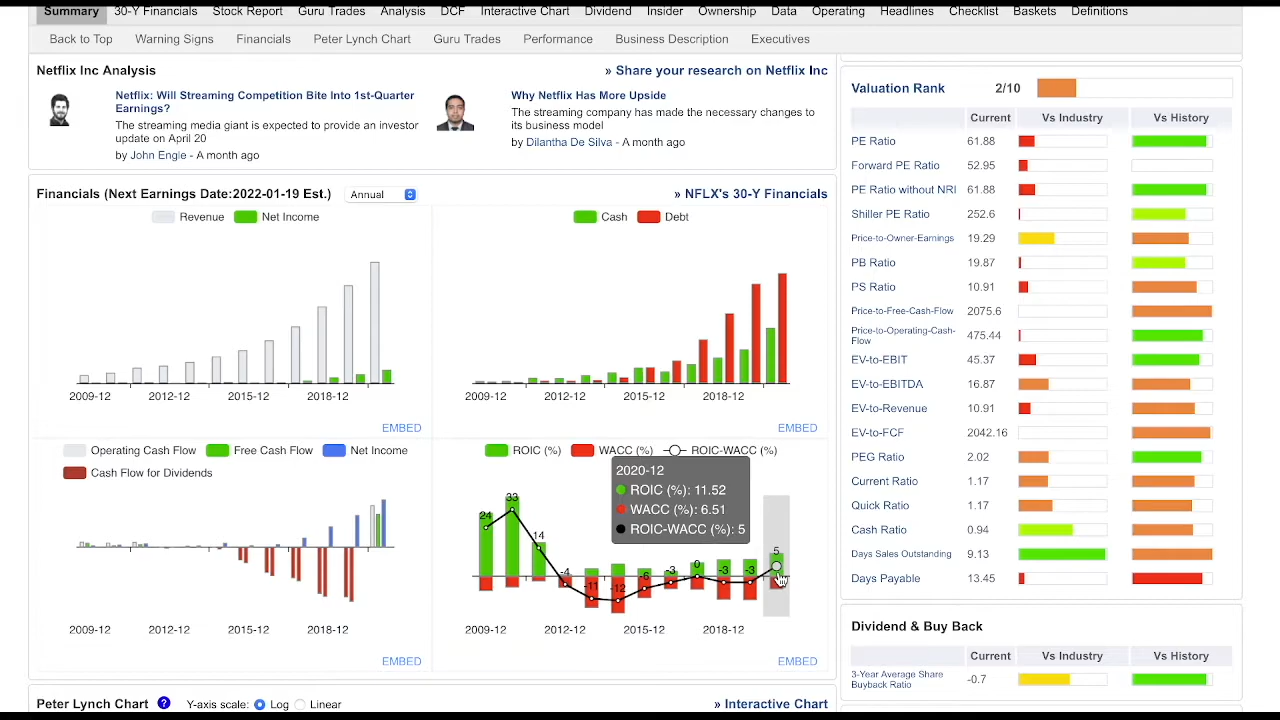 Summary 30-Y Financials Stock Report Guru Trades Analysis DCF Interactive Chart Dividend Insider Ownership Data Operating Headlines Checklist Baskets Definitions
Back to Top Warning Signs Financials Peter Lynch Chart Guru Trades Performance Business Description Executives
Netflix Inc Analysis » Share your research on Netflix Inc
Netflix: Will Streaming Competition Bite Into 1st-Quarter
Earnings?
The streaming media giant is expected to provide an investor
update on April 20
by John Engle - A month ago
Why Netflix Has More Upside
The streaming company has made the necessary changes to
its business model
by Dilantha De Silva - A month ago
Financials (Next Earnings Date:2022-01-19 Est.) Annual » NFLX's 30-Y Financials
Revenue Net Income
2009-12 2012-12 2015-12 2018-12
EMBED
Cash Debt
2009-12 2012-12 2015-12 2018-12
EMBED
Operating Cash Flow Free Cash Flow Net Income
Cash Flow for Dividends
2009-12 2012-12 2015-12 2018-12
EMBED
ROIC (%) WACC (%) ROIC-WACC (%)
2020-12
ROIC (%): 11.52
WACC (%): 6.51
ROIC-WACC (%): 5
24 33 14 -4 -11 -12 -6 -3 0 -3 -3 5
2009-12 2012-12 2015-12 2018-12
EMBED
Peter Lynch Chart ? Y-axis scale: Log Linear » Interactive Chart
Valuation Rank 2/10
Current Vs Industry Vs History
PE Ratio 61.88
Forward PE Ratio 52.95
PE Ratio without NRI 61.88
Shiller PE Ratio 252.6
Price-to-Owner-Earnings 19.29
PB Ratio 19.87
PS Ratio 10.91
Price-to-Free-Cash-Flow 2075.6
Price-to-Operating-Cash-
Flow 475.44
EV-to-EBIT 45.37
EV-to-EBITDA 16.87
EV-to-Revenue 10.91
EV-to-FCF 2042.16
PEG Ratio 2.02
Current Ratio 1.17
Quick Ratio 1.17
Cash Ratio 0.94
Days Sales Outstanding 9.13
Days Payable 13.45
Dividend & Buy Back
Current Vs Industry Vs History
3-Year Average Share
Buyback Ratio -0.7